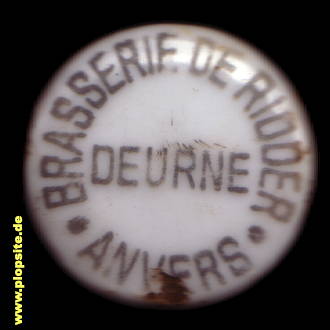 BRASSERIE DE RIDDER
DEURNE
• ANVERS •
www.plopsite.de